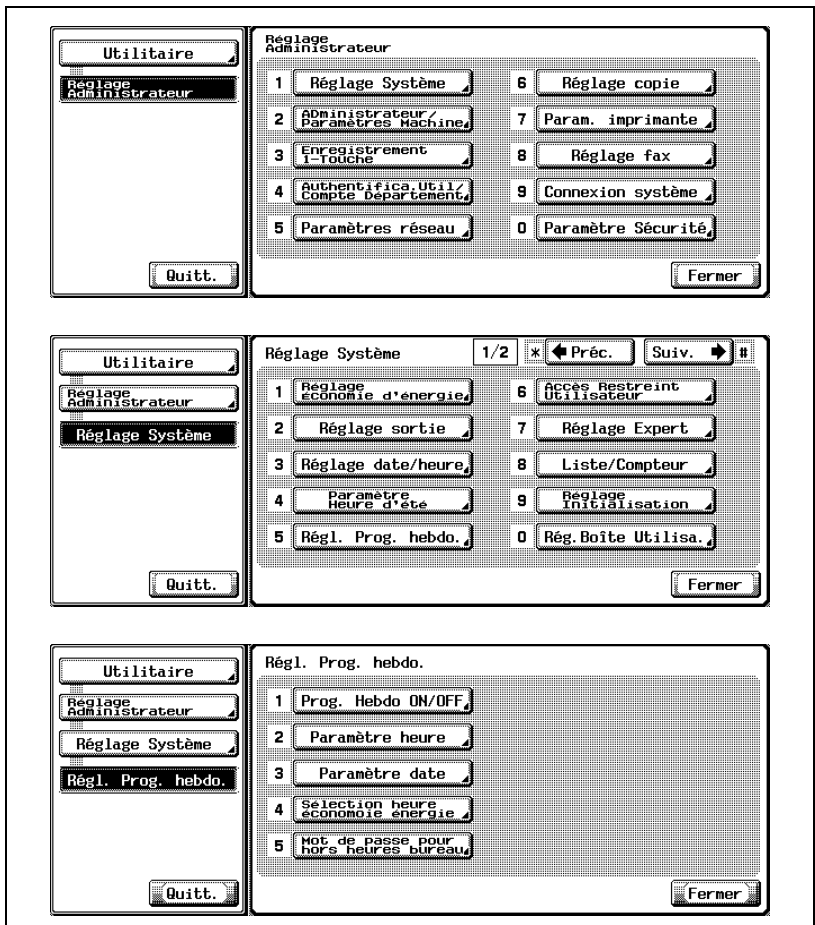 Utilitaire
Réglage
Administrateur
Quitt.
Réglage
Administrateur
1 Réglage Système
2 ADministrateur/
Paramètres Machine
3 Enregistrement
1-Touche
4 Authentifica.Util/
Compte Département
5 Paramètres réseau
6 Réglage copie
7 Param. imprimante
8 Réglage fax
9 Connexion système
0 Paramètre Sécurité
Fermer
Utilitaire
Réglage
Administrateur
Réglage Système
Quitt.
Réglage Système 1/2 * Préc. Suiv. #
1 Réglage
économie d'énergie
2 Réglage sortie
3 Réglage date/heure
4 Paramètre
Heure d'été
5 Régl. Prog. hebdo.
6 Accès Restreint
Utilisateur
7 Réglage Expert
8 Liste/Compteur
9 Réglage
Initialisation
0 Rég.Boîte Utilisa.
Fermer
Utilitaire
Réglage
Administrateur
Réglage Système
Régl. Prog. hebdo.
Quitt.
Régl. Prog. hebdo.
1 Prog. Hebdo ON/OFF
2 Paramètre heure
3 Paramètre date
4 Sélection heure
économoie énergie
5 Mot de passe pour
hors heures bureau
Fermer